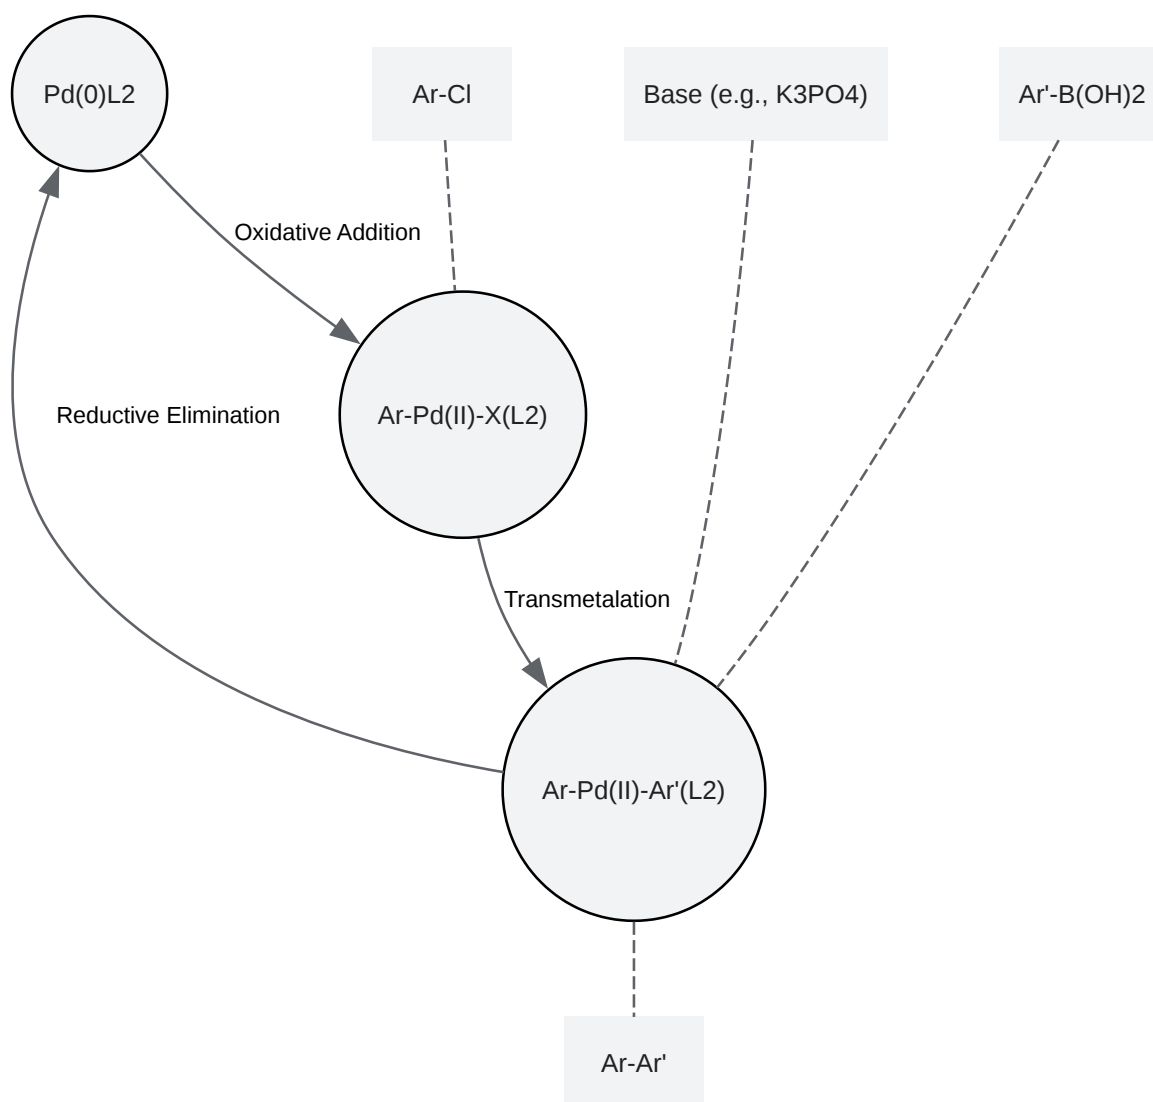 Pd(0)L2
Ar-Cl
Base (e.g., K3PO4)
Ar'-B(OH)2
Oxidative Addition
Reductive Elimination
Ar-Pd(II)-X(L2)
Transmetalation
Ar-Pd(II)-Ar'(L2)
Ar-Ar'